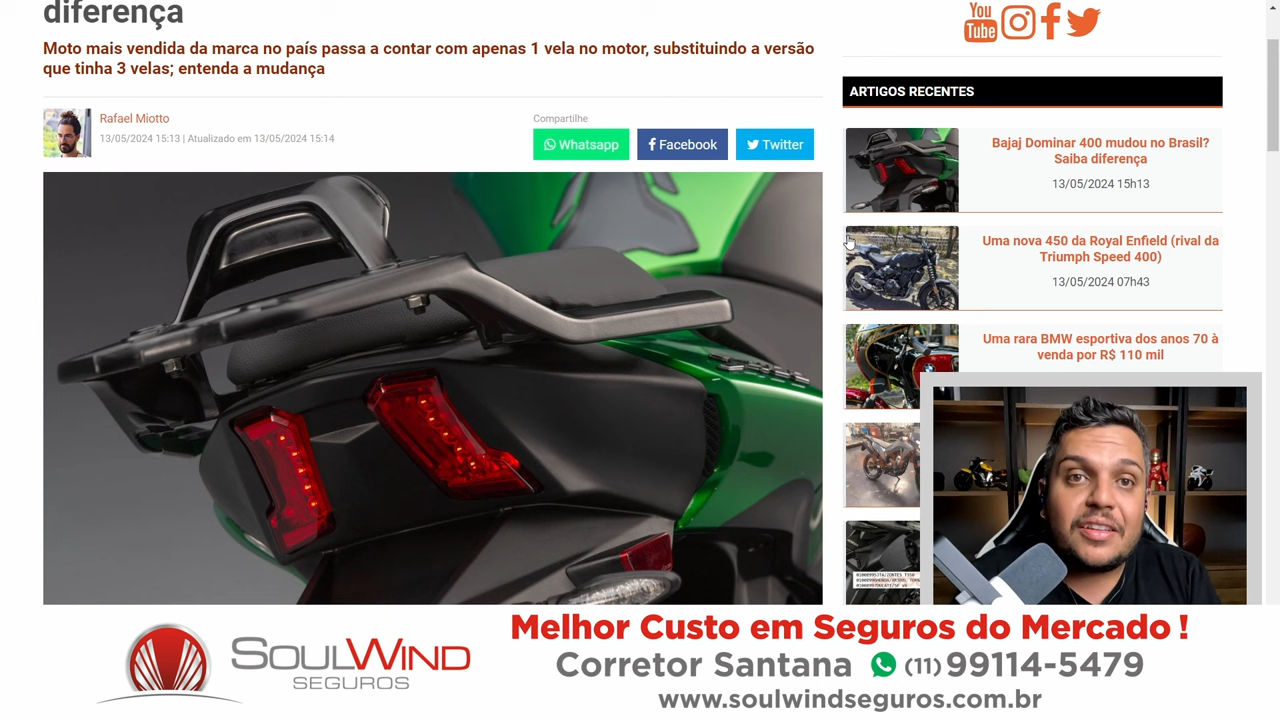 diferença
Moto mais vendida da marca no país passa a contar com apenas 1 vela no motor, substituindo a versão
que tinha 3 velas; entenda a mudança
Rafael Miotto
13/05/2024 15:13 | Atualizado em 13/05/2024 15:14
Compartilhe
Whatsapp
Facebook
Twitter
You
Tube
ARTIGOS RECENTES
Bajaj Dominar 400 mudou no Brasil?
Saiba diferença
13/05/2024 15h13
Uma nova 450 da Royal Enfield (rival da
Triumph Speed 400)
13/05/2024 07h43
Uma rara BMW esportiva dos anos 70 à
venda por R$ 110 mil
SOULWIND
SEGUROS
Melhor Custo em Seguros do Mercado !
Corretor Santana (11) 99114-5479
www.soulwindseguros.com.br